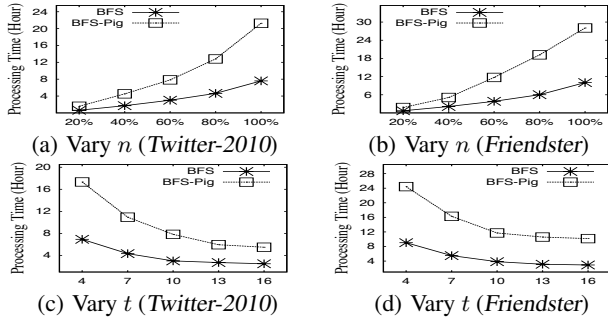 Processing Time (Hour)
24
20
16
12
8
4
BFS
BFS-Pig
20% 40% 60% 80% 100%
(a) Vary n (Twitter-2010)
Processing Time (Hour)
30
24
18
12
6
BFS
BFS-Pig
20% 40% 60% 80% 100%
(b) Vary n (Friendster)
Processing Time (Hour)
20
16
12
8
4
BFS
BFS-Pig
4 7 10 13 16
(c) Vary t (Twitter-2010)
Processing Time (Hour)
28
24
20
16
12
8
4
BFS
BFS-Pig
4 7 10 13 16
(d) Vary t (Friendster)